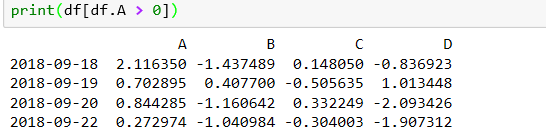 print(df[df.A > 0])
A B C D
2018-09-18 2.116350 -1.437489 0.148050 -0.836923
2018-09-19 0.702895 0.407700 -0.505635 1.013448
2018-09-20 0.844285 -1.160642 0.332249 -2.093426
2018-09-22 0.272974 -1.040984 -0.304003 -1.907312